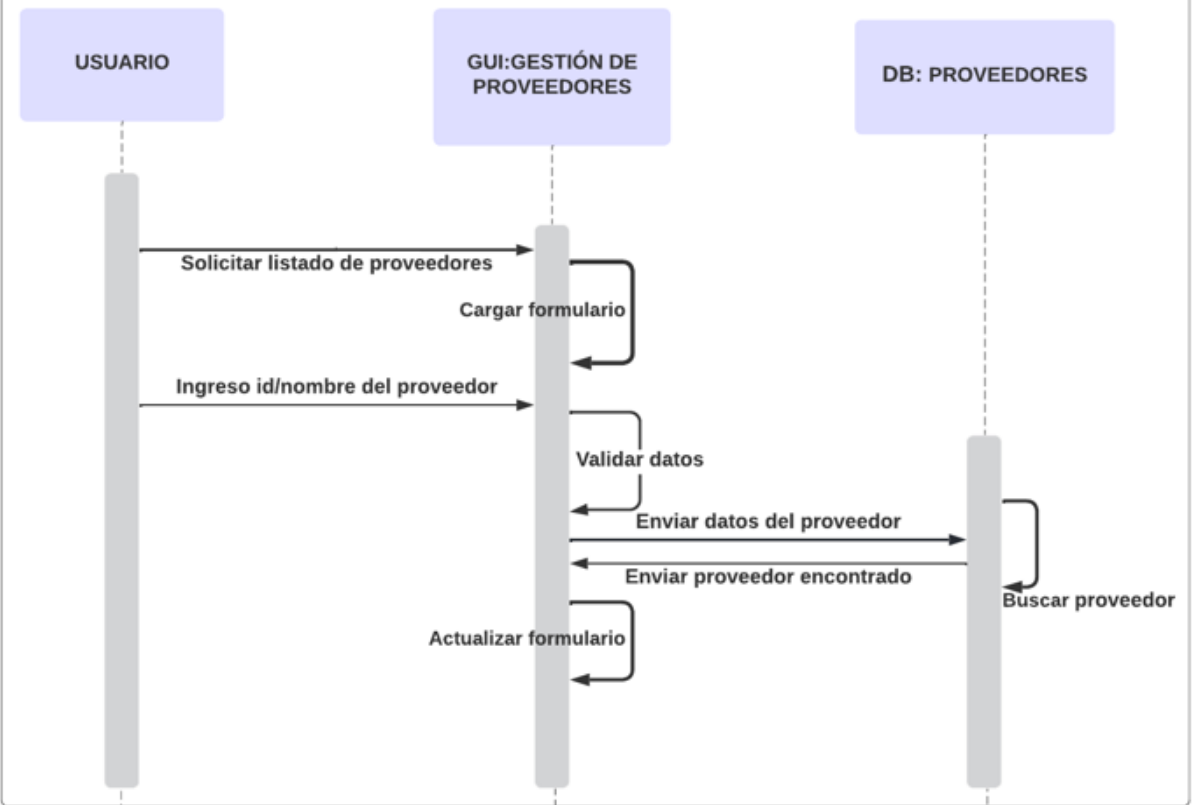 USUARIO
GUI:GESTIÓN DE
PROVEEDORES
DB: PROVEEDORES
Solicitar listado de proveedores
Cargar formulario
Ingreso id/nombre del proveedor
Validar datos
Enviar datos del proveedor
Enviar proveedor encontrado
Buscar proveedor
Actualizar formulario